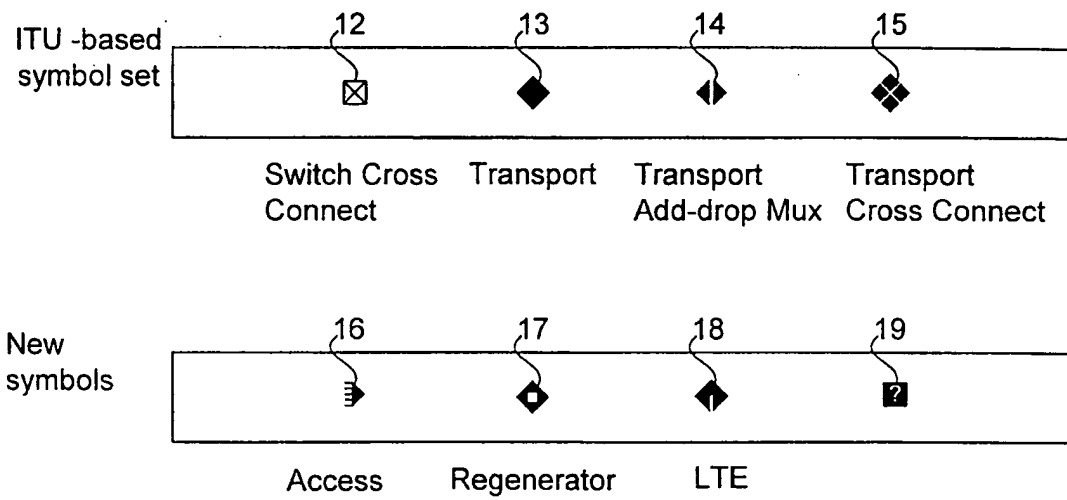 12 13 14 15
ITU -based
symbol set
Switch Cross
Connect
Transport
Transport
Add-drop Mux
Transport
Cross Connect
16 17 18 19
New
symbols
?
Access Regenerator LTE